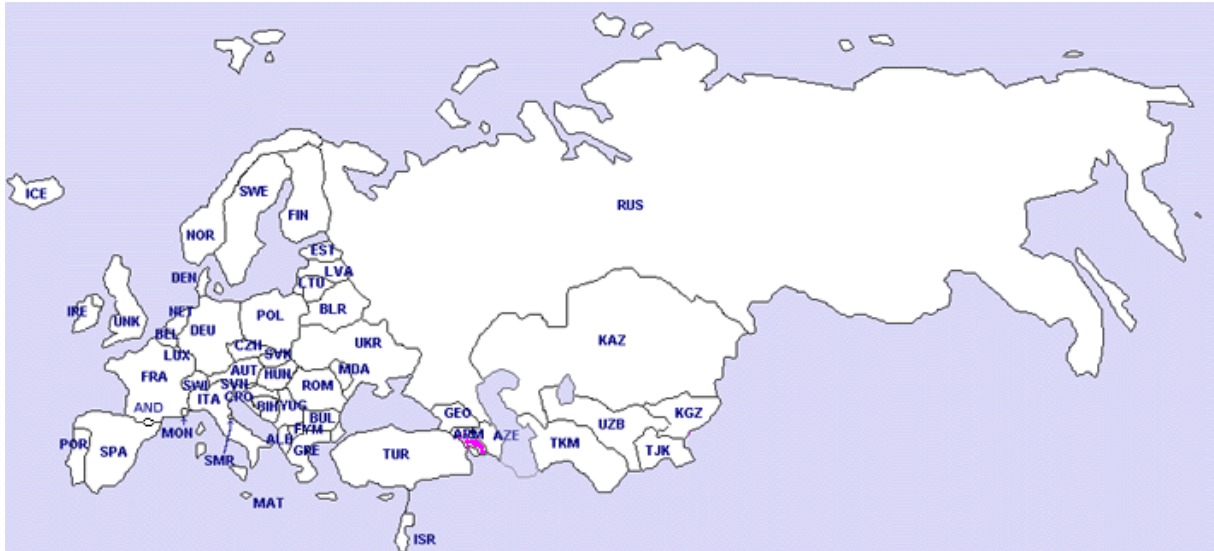 ICE
SWE
RUS
FIN
NOR
EST
LVA
DEN
LTU
IRE
NET
UNK
BLR
POL
BEL
DEU
UKR
KAZ
CZH
SVK
LUX
FRA
AUT
HUN
MDA
SWI
SVN
ROM
ITA
CRO
BIH
YUG
AND
GEO
KGZ
BUL
UZB
MON
FYM
ARM
AZE
ALB
TKM
POR
SPA
GRE
TUR
TJK
SMR
MAT
ISR